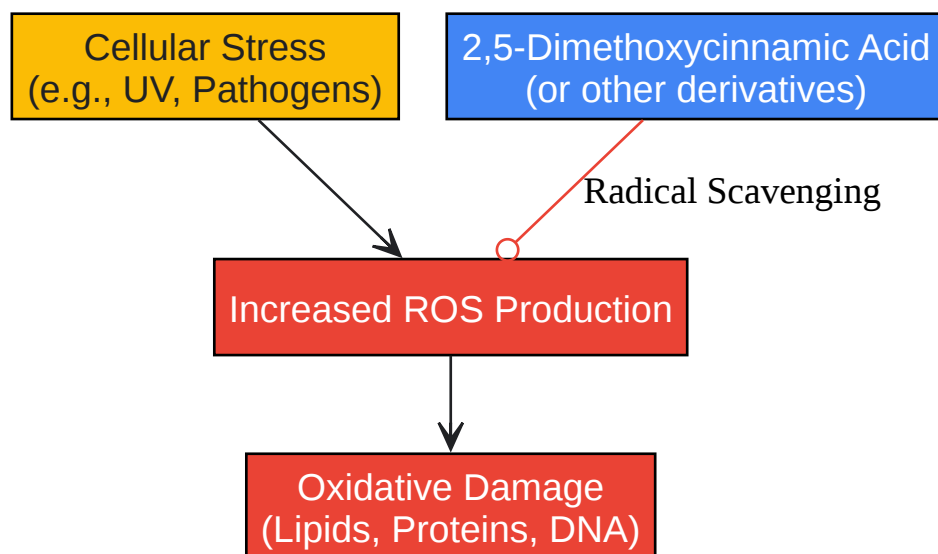 Cellular Stress
(e.g., UV, Pathogens)
2,5-Dimethoxycinnamic Acid
(or other derivatives)
Radical Scavenging
Increased ROS Production
Oxidative Damage
(Lipids, Proteins, DNA)